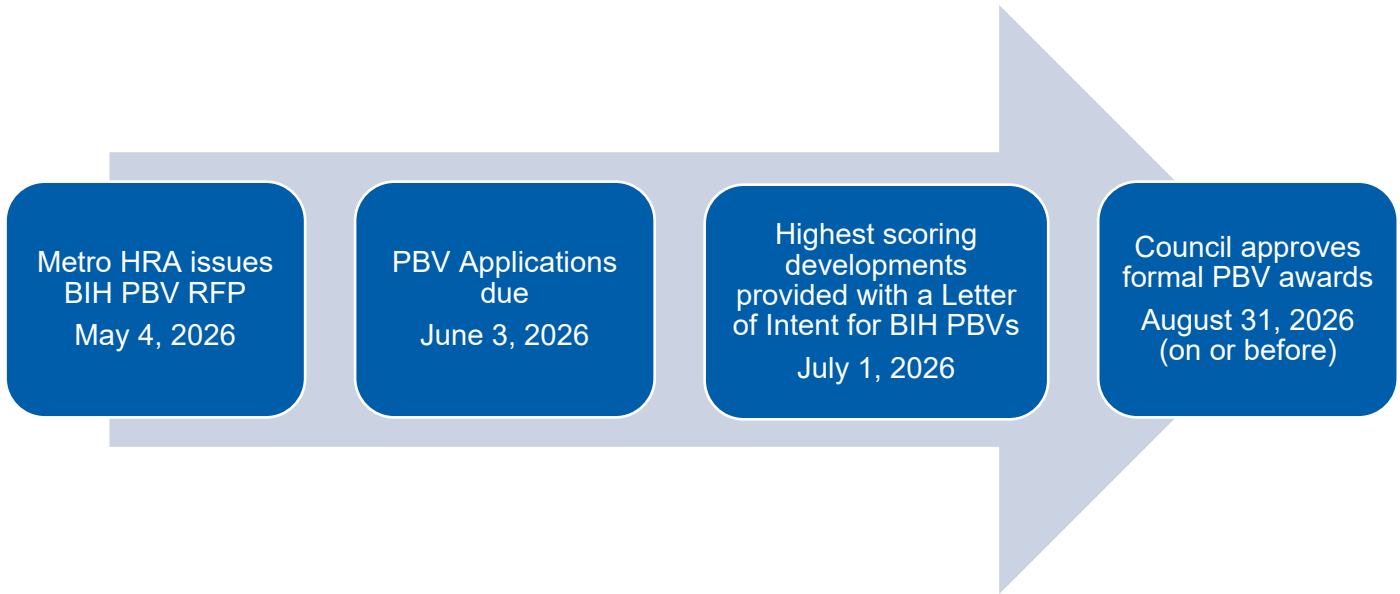 Metro HRA issues
BIH PBV RFP
May 4, 2026
PBV Applications
due
June 3, 2026
Highest scoring
developments
provided with a Letter
of Intent for BIH PBVs
July 1, 2026
Council approves
formal PBV awards
August 31, 2026
(on or before)